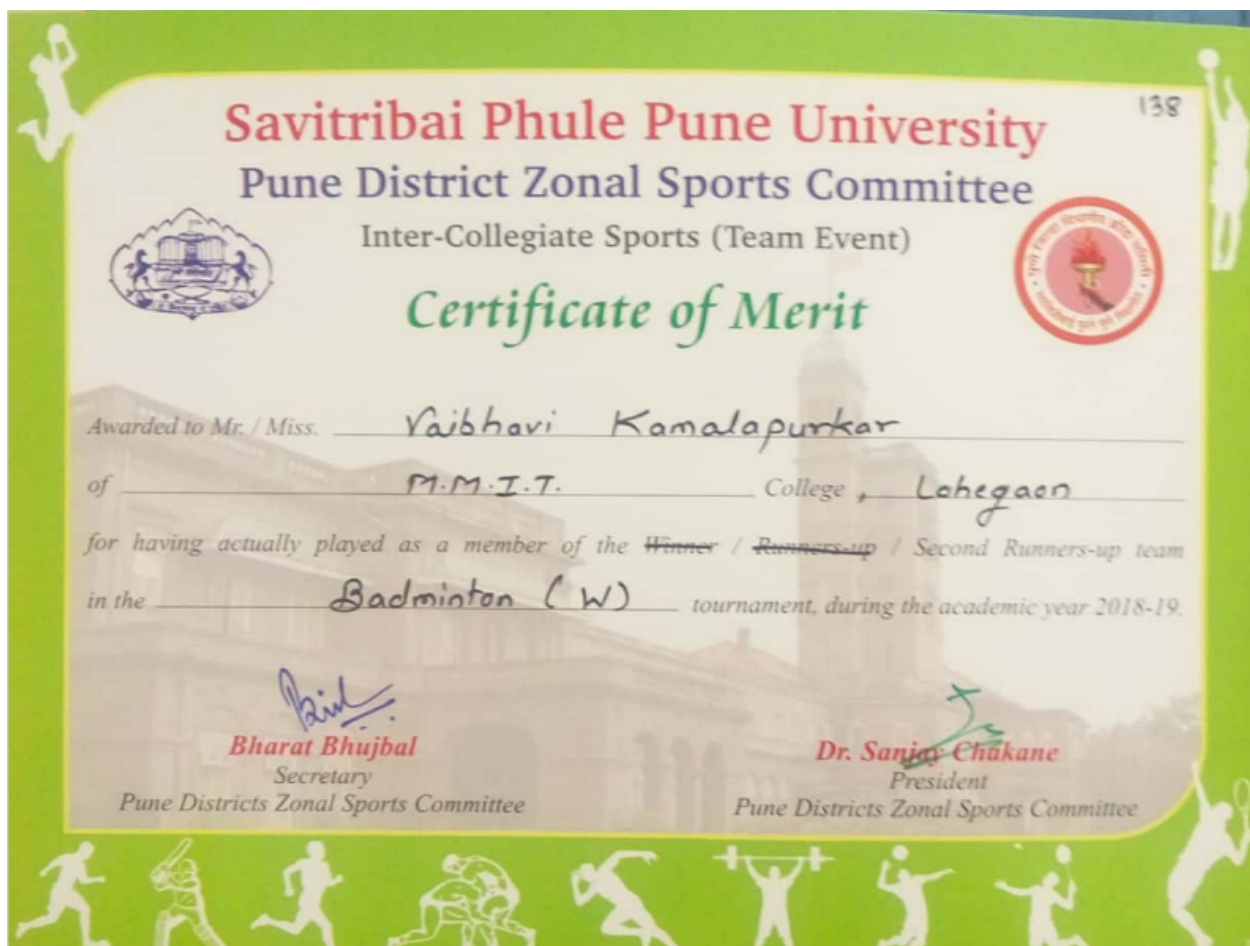 138
Savitribai Phule Pune University
Pune District Zonal Sports Committee
Inter-Collegiate Sports (Team Event)
Certificate of Merit
Awarded to Mr. / Miss. Vaibhavi Kamalapurkar
of M.M.I.T. College, Lohegaon
for having actually played as a member of the Winner / Runners-up / Second Runners-up team
in the Badminton (W) tournament, during the academic year 2018-19.
Bharat Bhujbal
Secretary
Pune Districts Zonal Sports Committee
Dr. Sanjay Chakane
President
Pune Districts Zonal Sports Committee